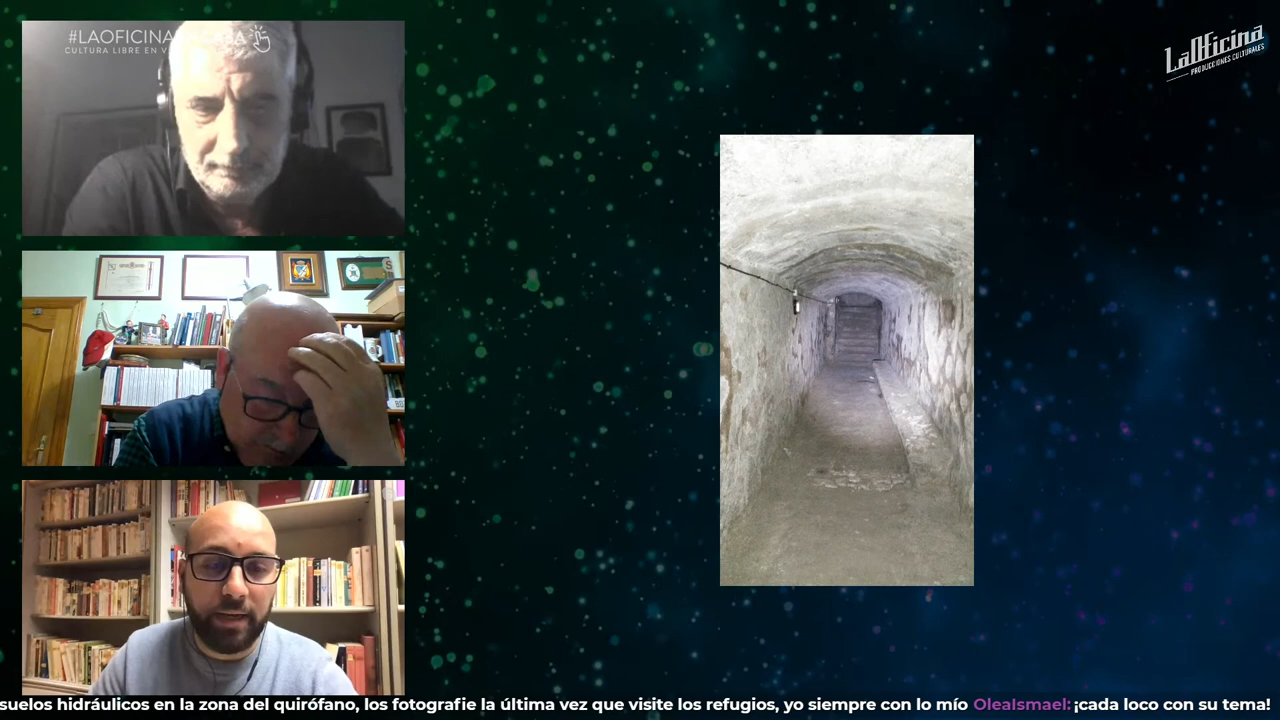 #LAOFICINA
CULTURA LIBRE EN V
LaOficina
PRODUCCIONES CULTURALES
suelos hidráulicos en la zona del quirófano, los fotografie la última vez que visite los refugios, yo siempre con lo mío OleaIsmael: ¡cada loco con su tema!